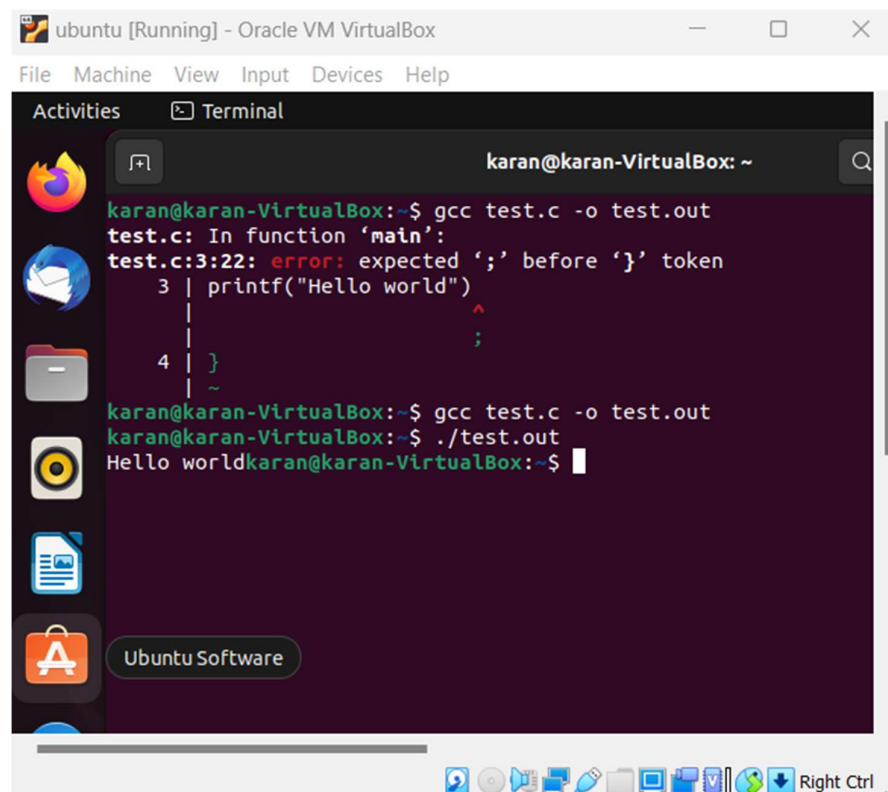 ubuntu [Running] - Oracle VM VirtualBox
File Machine View Input Devices Help
Activities Terminal
karan@karan-VirtualBox: ~
karan@karan-VirtualBox:~$ gcc test.c -o test.out
test.c: In function ‘main’:
test.c:3:22: error: expected ‘;’ before ‘}’ token
3 | printf("Hello world")
| ^
| ;
4 | }
| ~
karan@karan-VirtualBox:~$ gcc test.c -o test.out
karan@karan-VirtualBox:~$ ./test.out
Hello worldkaran@karan-VirtualBox:~$
Ubuntu Software
Right Ctrl